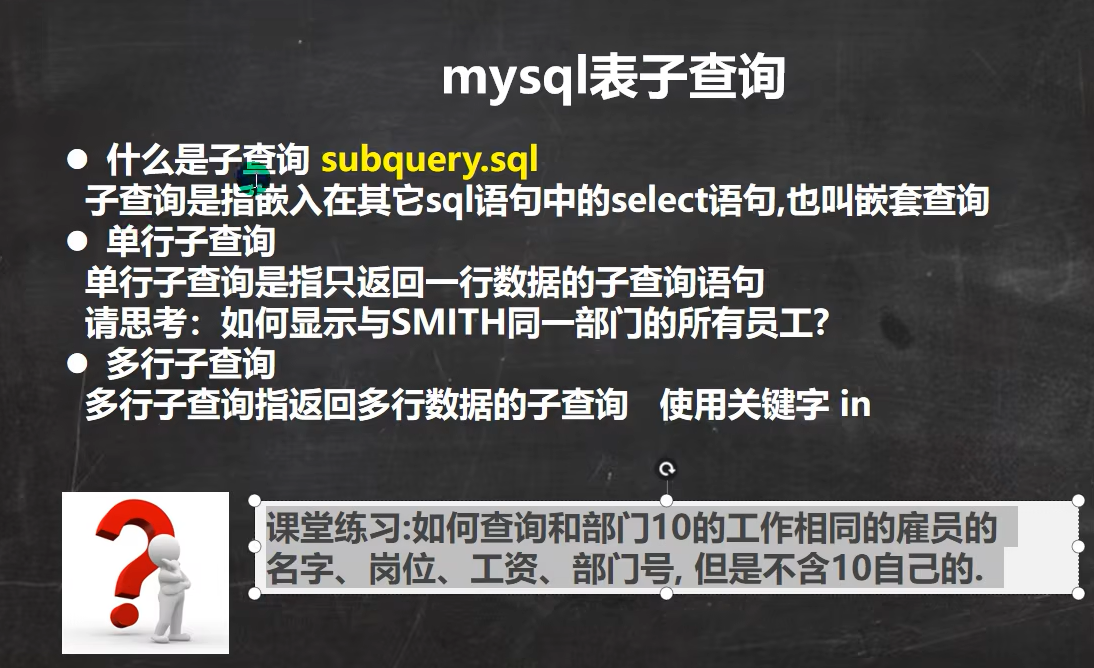 mysql表子查询
● 什么是子查询 subquery.sql
子查询是指嵌入在其它sql语句中的select语句,也叫嵌套查询
● 单行子查询
单行子查询是指只返回一行数据的子查询语句
请思考：如何显示与SMITH同一部门的所有员工?
● 多行子查询
多行子查询指返回多行数据的子查询 使用关键字 in
课堂练习:如何查询和部门10的工作相同的雇员的
名字、岗位、工资、部门号, 但是不含10自己的.